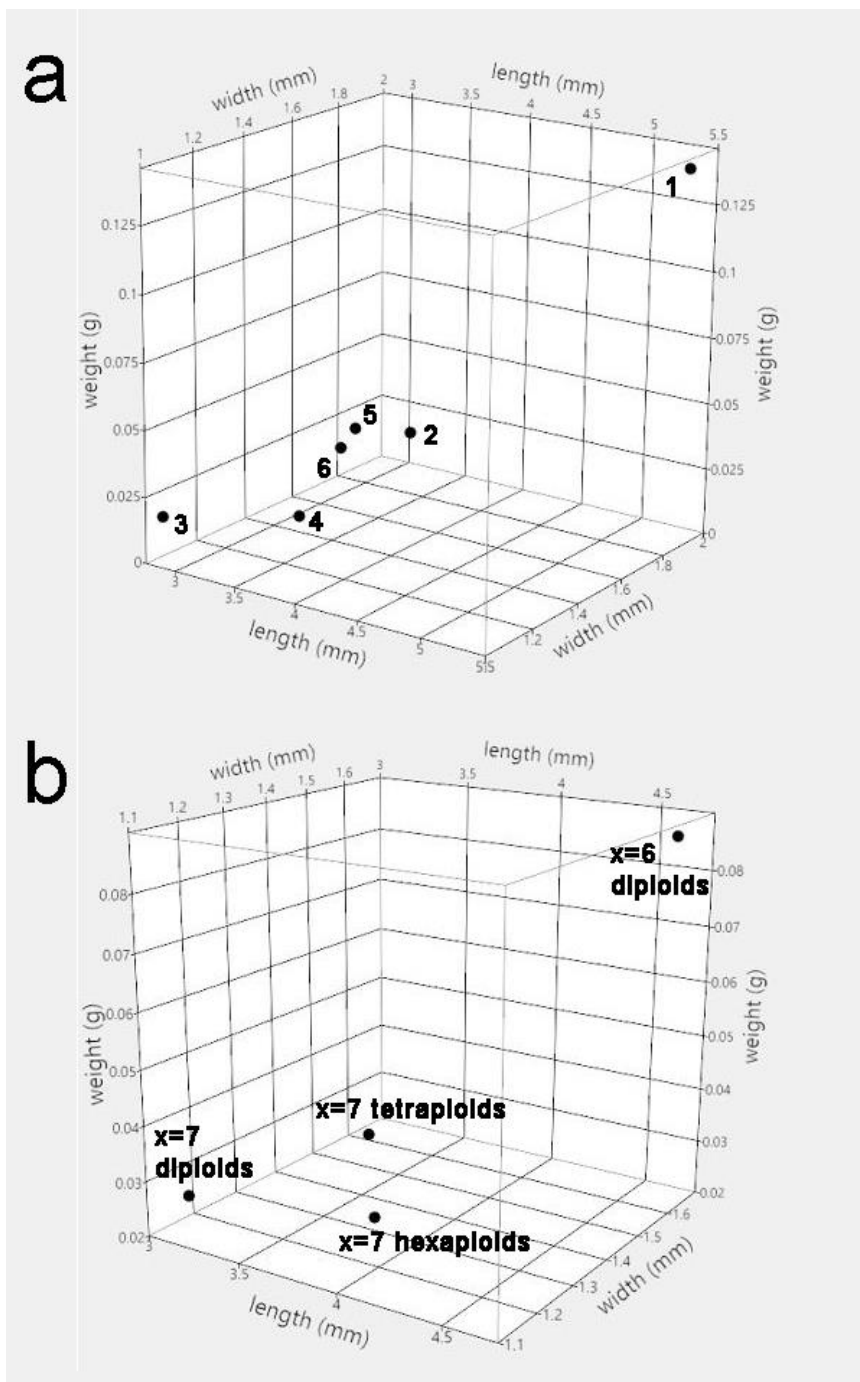 a
width (mm)
length (mm)
1 1.2 1.4 1.6 1.8 2 3 3.5 4 4.5 5 5.5
1
0.125
0.125
0.1
0.1
weight (g)
weight (g)
0.075
0.075
0.05
0.05
5
2
6
0.025
0.025
3
4
0
0
3 3.5 4 4.5 5 5.5
2 1.8 1.6 1.4 1.2
length (mm)
width (mm)
b
width (mm)
length (mm)
1.1 1.2 1.3 1.4 1.5 1.6 3 3.5 4 4.5
x=6
diploids
0.08
0.08
0.07
0.07
0.06
0.06
weight (g)
weight (g)
0.05
0.05
0.04
0.04
x=7 tetraploids
x=7
diploids
0.03
0.03
0.02
0.02
x=7 hexaploids
3 3.5 4 4.5
1.6 1.5 1.4 1.3 1.2 1.1
length (mm)
width (mm)